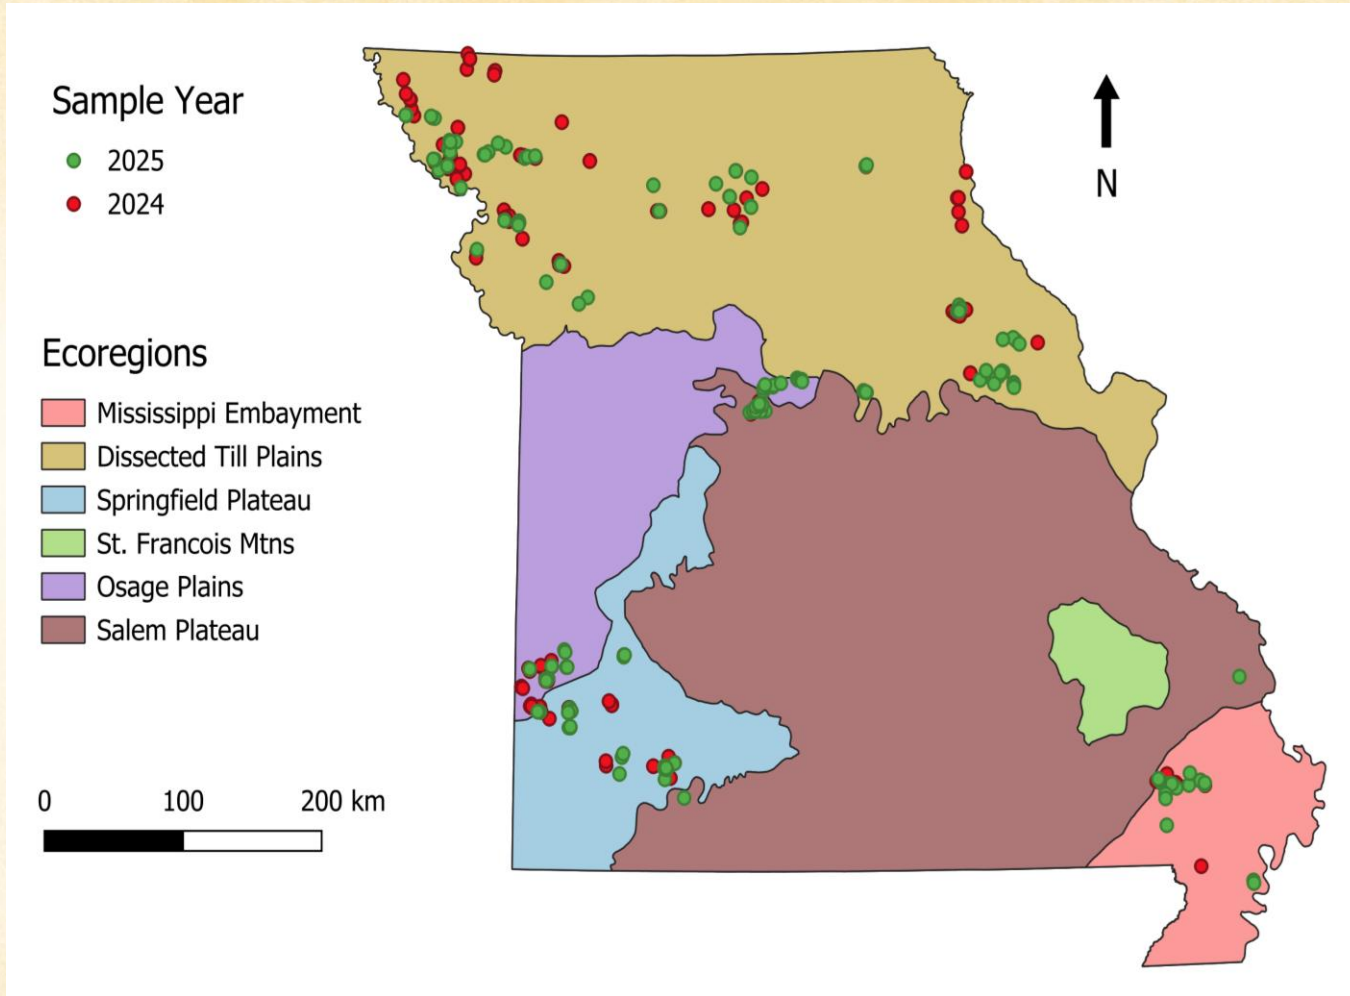 Sample Year
2025
2024
N
Ecoregions
Mississippi Embayment
Dissected Till Plains
Springfield Plateau
St. Francois Mtns
Osage Plains
Salem Plateau
0 100 200 km